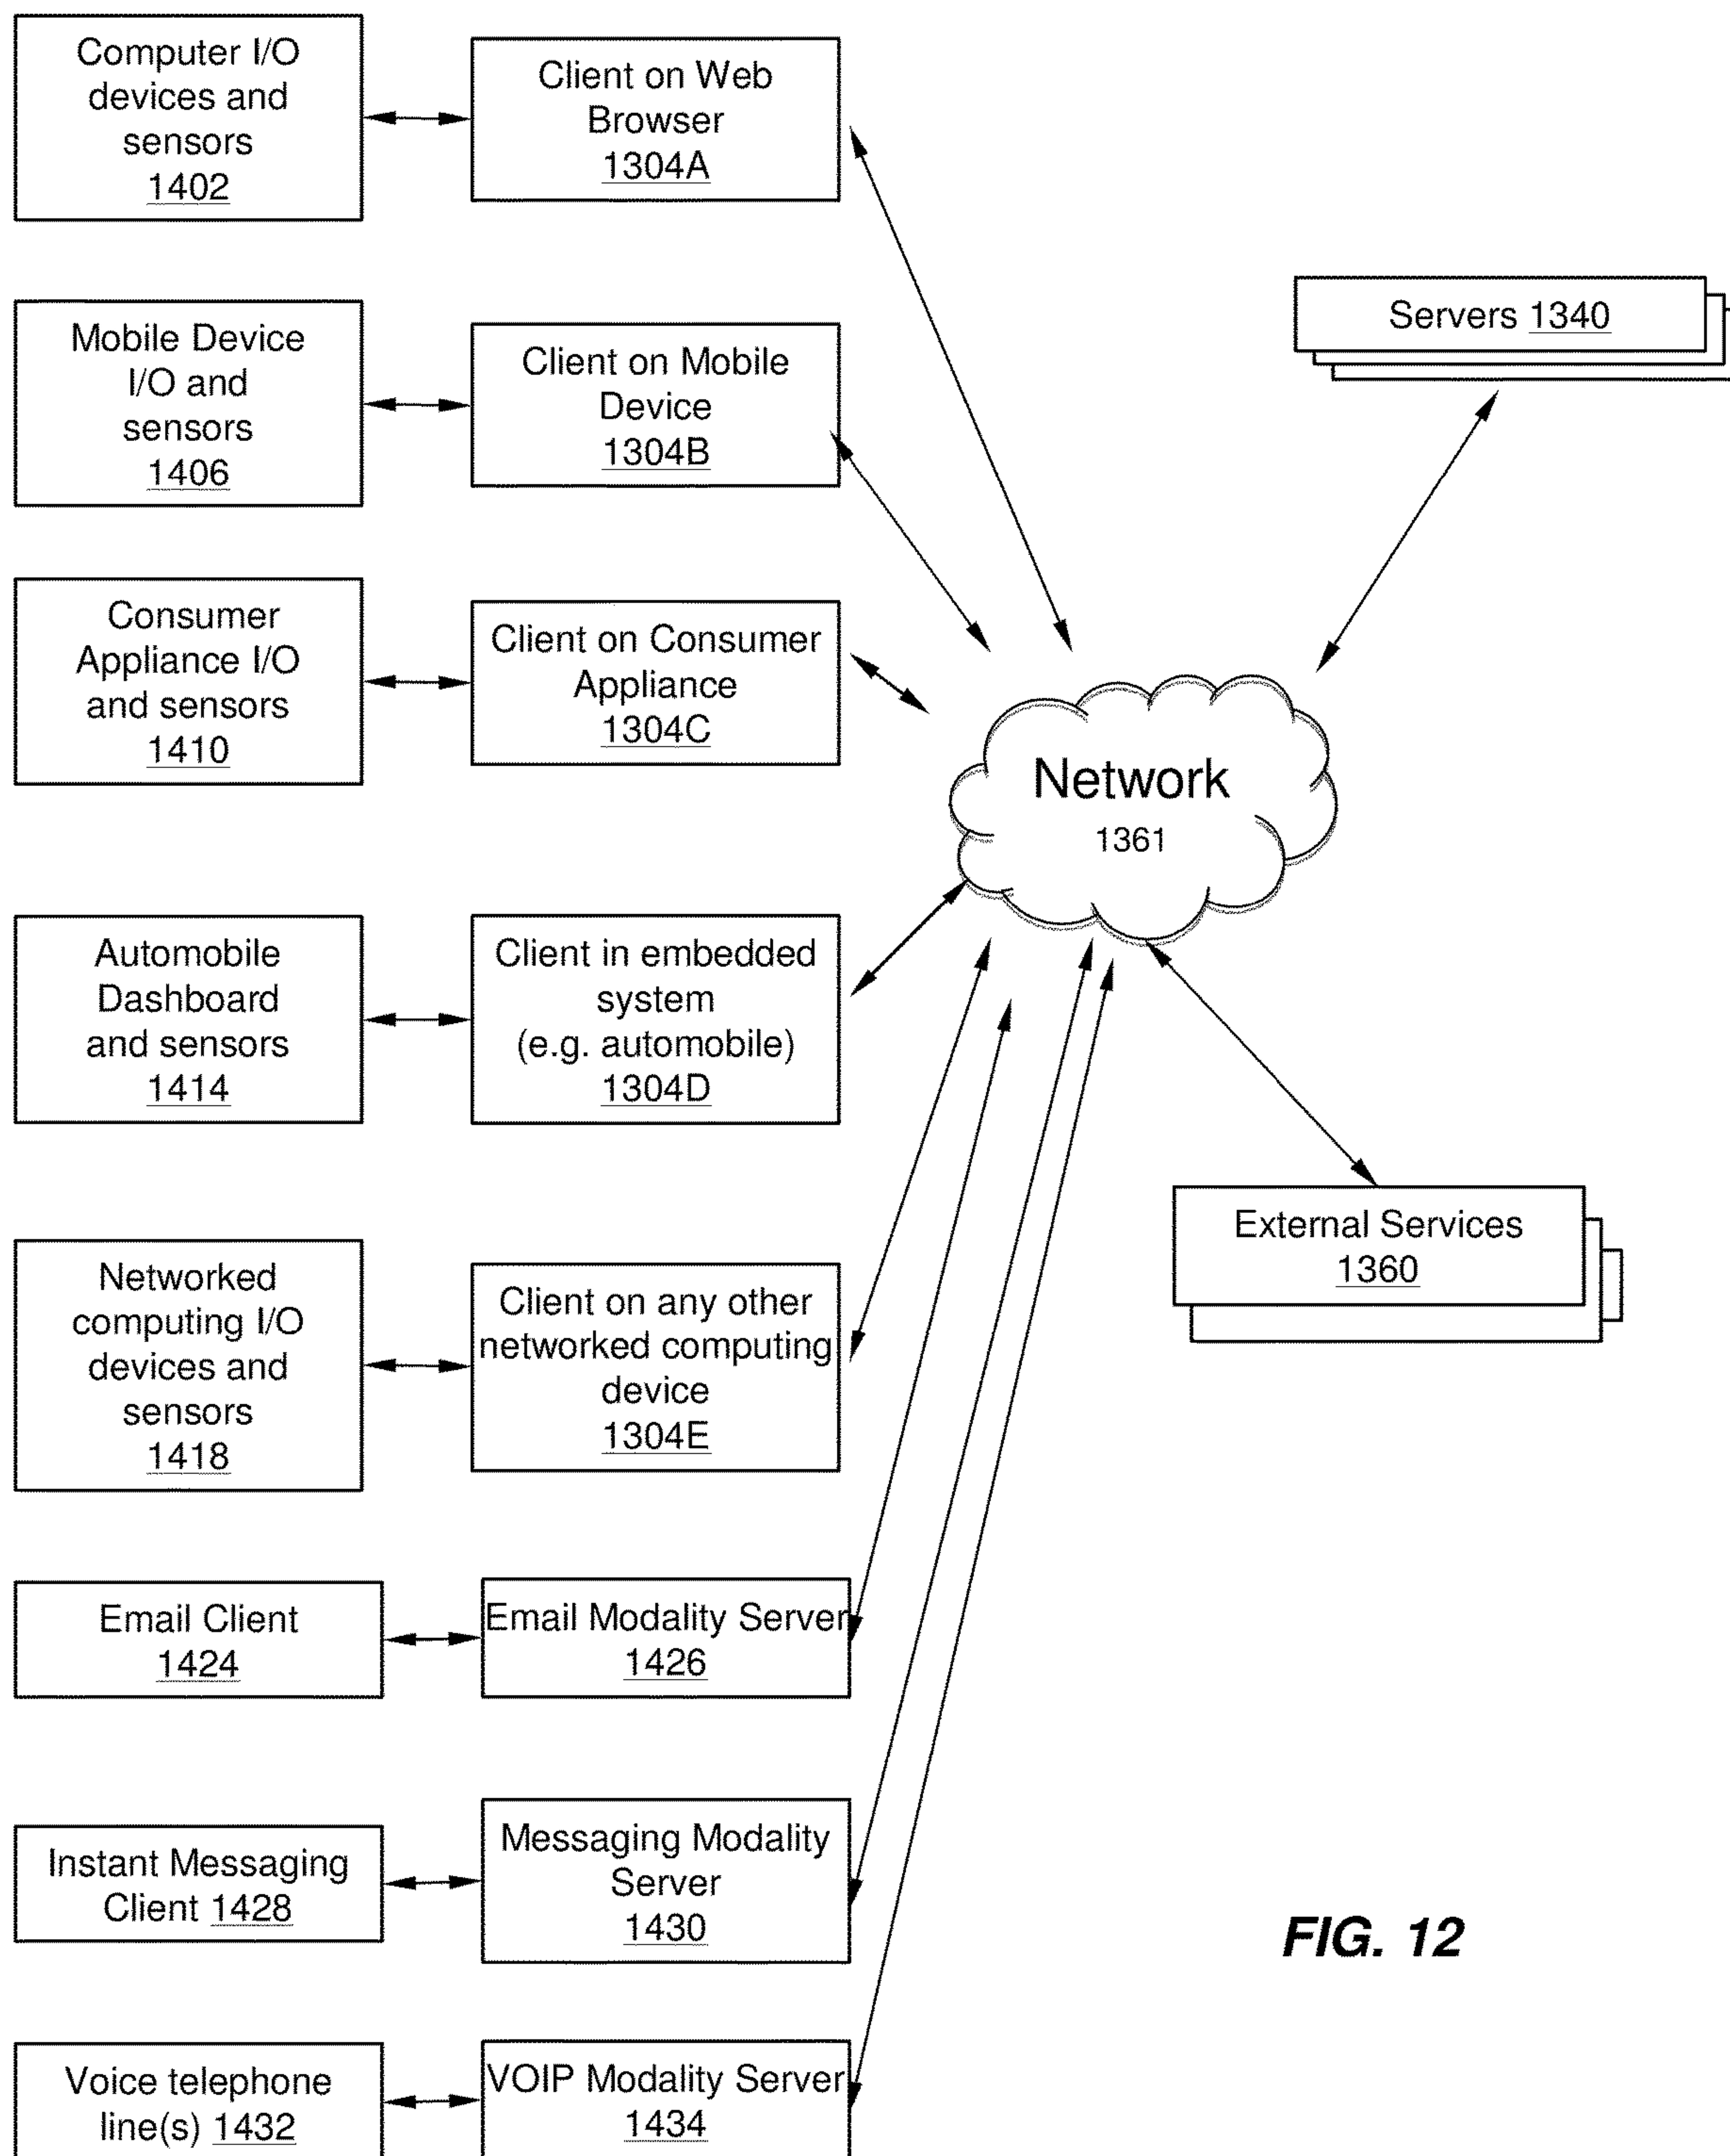 Computer I/O
devices and
sensors
1402
Client on Web
Browser
1304A
Servers 1340
Mobile Device
I/O and
sensors
1406
Client on Mobile
Device
1304B
Consumer
Appliance I/O
and sensors
1410
Client on Consumer
Appliance
1304C
Network
1361
Automobile
Dashboard
and sensors
1414
Client in embedded
system
(e.g. automobile)
1304D
External Services
1360
Networked
computing I/O
devices and
sensors
1418
Client on any other
networked computing
device
1304E
Email Client
1424
Email Modality Server
1426
Instant Messaging
Client 1428
Messaging Modality
Server
1430
FIG. 12
Voice telephone
line(s) 1432
VOIP Modality Server
1434